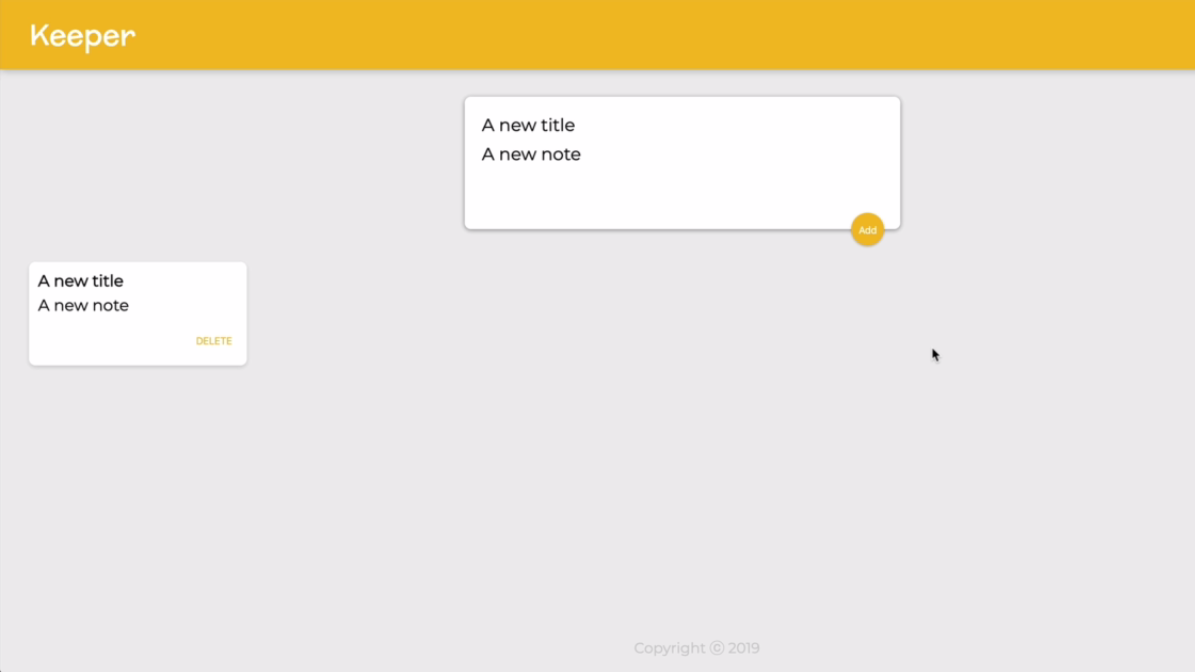 Keeper
A new title
A new note
Add
A new title
A new note
DELETE
Copyright ⓒ 2019